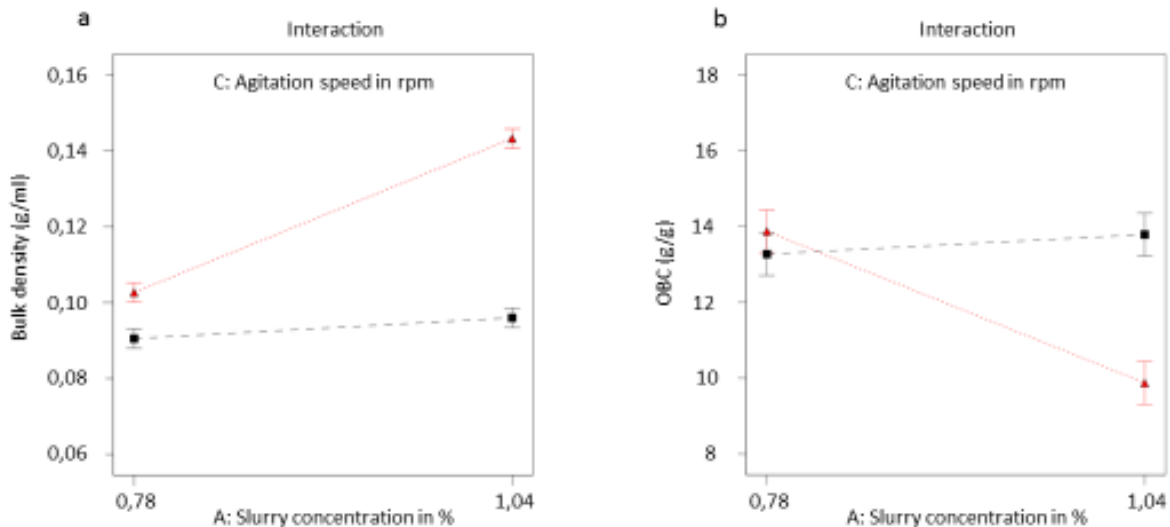 a
Interaction
C: Agitation speed in rpm
Bulk density (g/ml)
0,16
0,14
0,12
0,10
0,08
0,06
0,78
1,04
A: Slurry concentration in %
b
Interaction
C: Agitation speed in rpm
OBC (g/g)
18
16
14
12
10
8
0,78
1,04
A: Slurry concentration in %